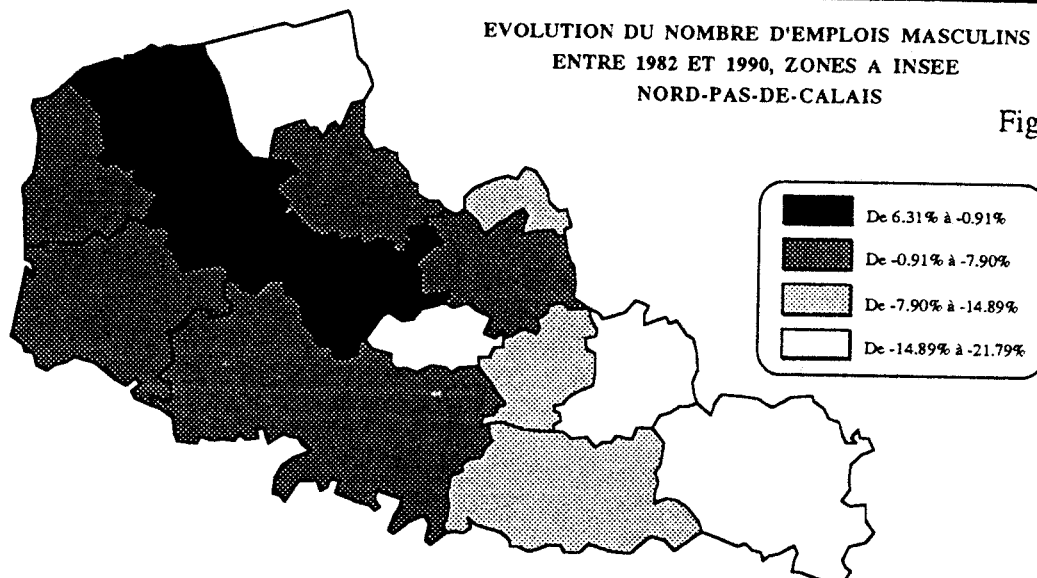 EVOLUTION DU NOMBRE D'EMPLOIS MASCULINS
ENTRE 1982 ET 1990, ZONES A INSEE
NORD-PAS-DE-CALAIS
Fig
De 6.31% à -0.91%
De -0.91% à -7.90%
De -7.90% à -14.89%
De -14.89% à -21.79%